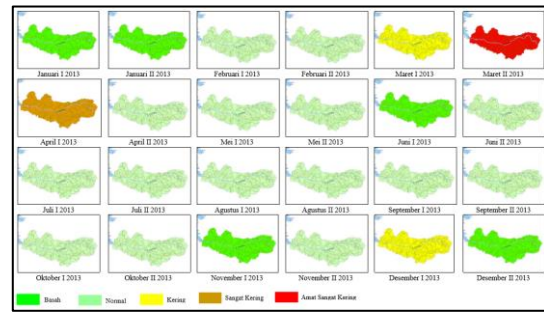 Januari I 2013 Januari II 2013 Februari I 2013 Februari II 2013 Maret I 2013 Maret II 2013
April I 2013 April II 2013 Mei I 2013 Mei II 2013 Juni I 2013 Juni II 2013
Juli I 2013 Juli II 2013 Agustus I 2013 Agustus II 2013 September I 2013 September II 2013
Oktober I 2013 Oktober II 2013 November I 2013 November II 2013 Desember I 2013 Desember II 2013
Basah Normal Kering Sangat Kering Amat Sangat Kering